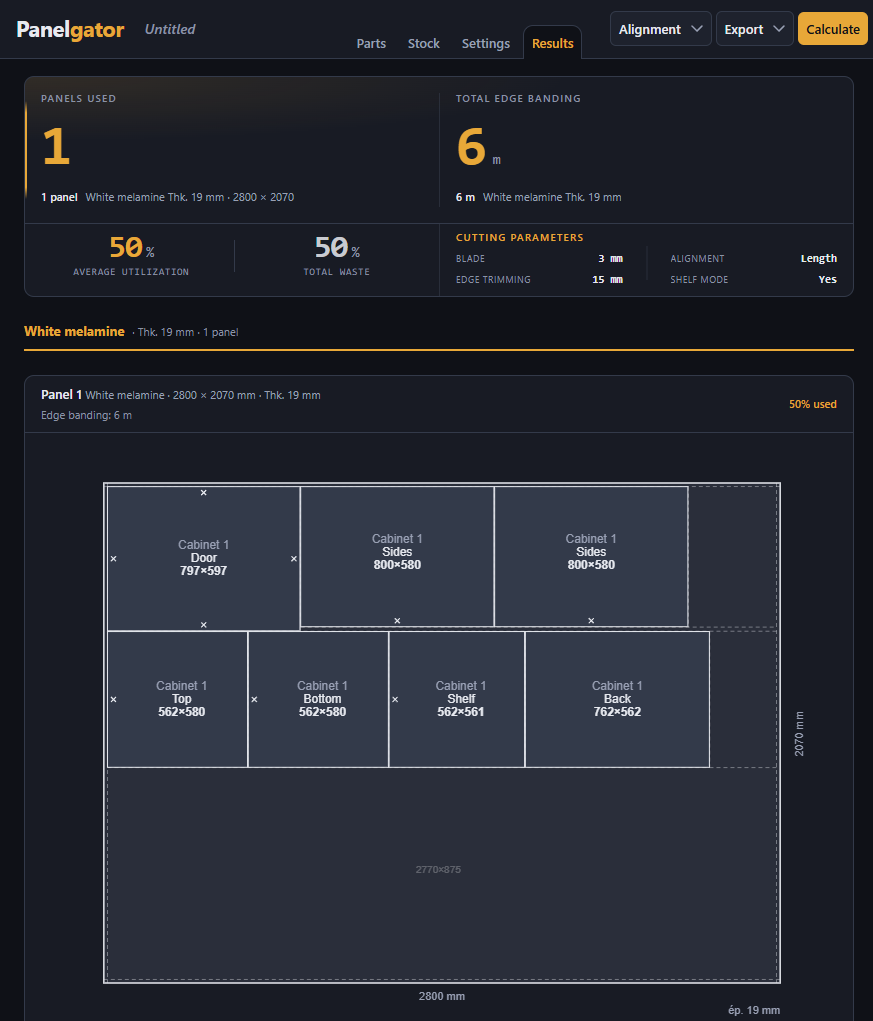 Panelgator Untitled
Parts Stock Settings Results Alignment Export Calculate
PANELS USED
1
1 panel White melamine Thk. 19 mm · 2800 × 2070
TOTAL EDGE BANDING
6 m
6 m White melamine Thk. 19 mm
50 %
AVERAGE UTILIZATION
50 %
TOTAL WASTE
CUTTING PARAMETERS
BLADE 3 mm
EDGE TRIMMING 15 mm
ALIGNMENT Length
SHELF MODE Yes
White melamine · Thk. 19 mm · 1 panel
Panel 1 White melamine · 2800 × 2070 mm · Thk. 19 mm
Edge banding: 6 m
50% used
×
×
Cabinet 1
Door
797×597
×
×
Cabinet 1
Sides
800×580
×
Cabinet 1
Sides
800×580
×
×
Cabinet 1
Top
562×580
×
Cabinet 1
Bottom
562×580
×
Cabinet 1
Shelf
562×561
Cabinet 1
Back
762×562
2070 mm
2770×875
2800 mm
ép. 19 mm